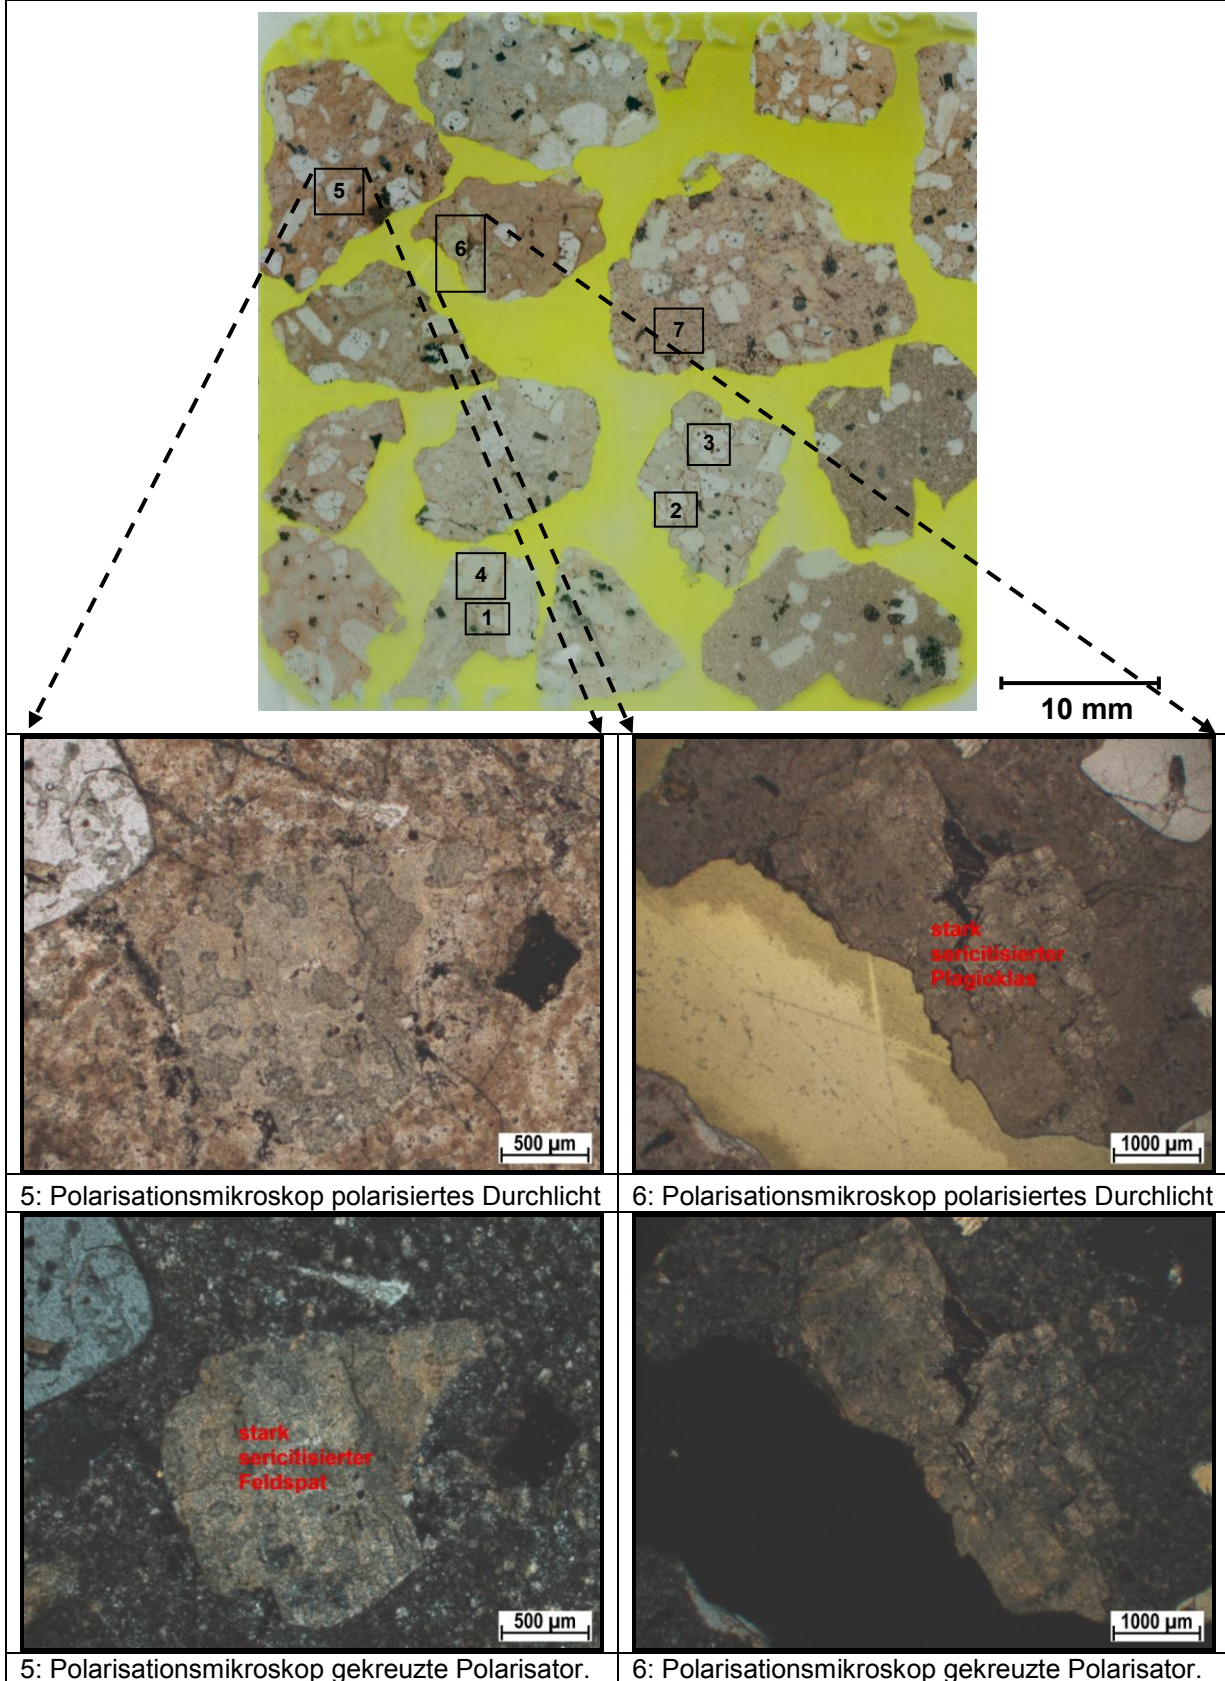 5
6
7
3
2
4
1
10 mm
stark
sericitisierter
Plagioklas
500 µm
1000 µm
5: Polarisationsmikroskop polarisiertes Durchlicht
6: Polarisationsmikroskop polarisiertes Durchlicht
stark
sericitisierter
Feldspat
500 µm
1000 µm
5: Polarisationsmikroskop gekreuzte Polarisator.
6: Polarisationsmikroskop gekreuzte Polarisator.